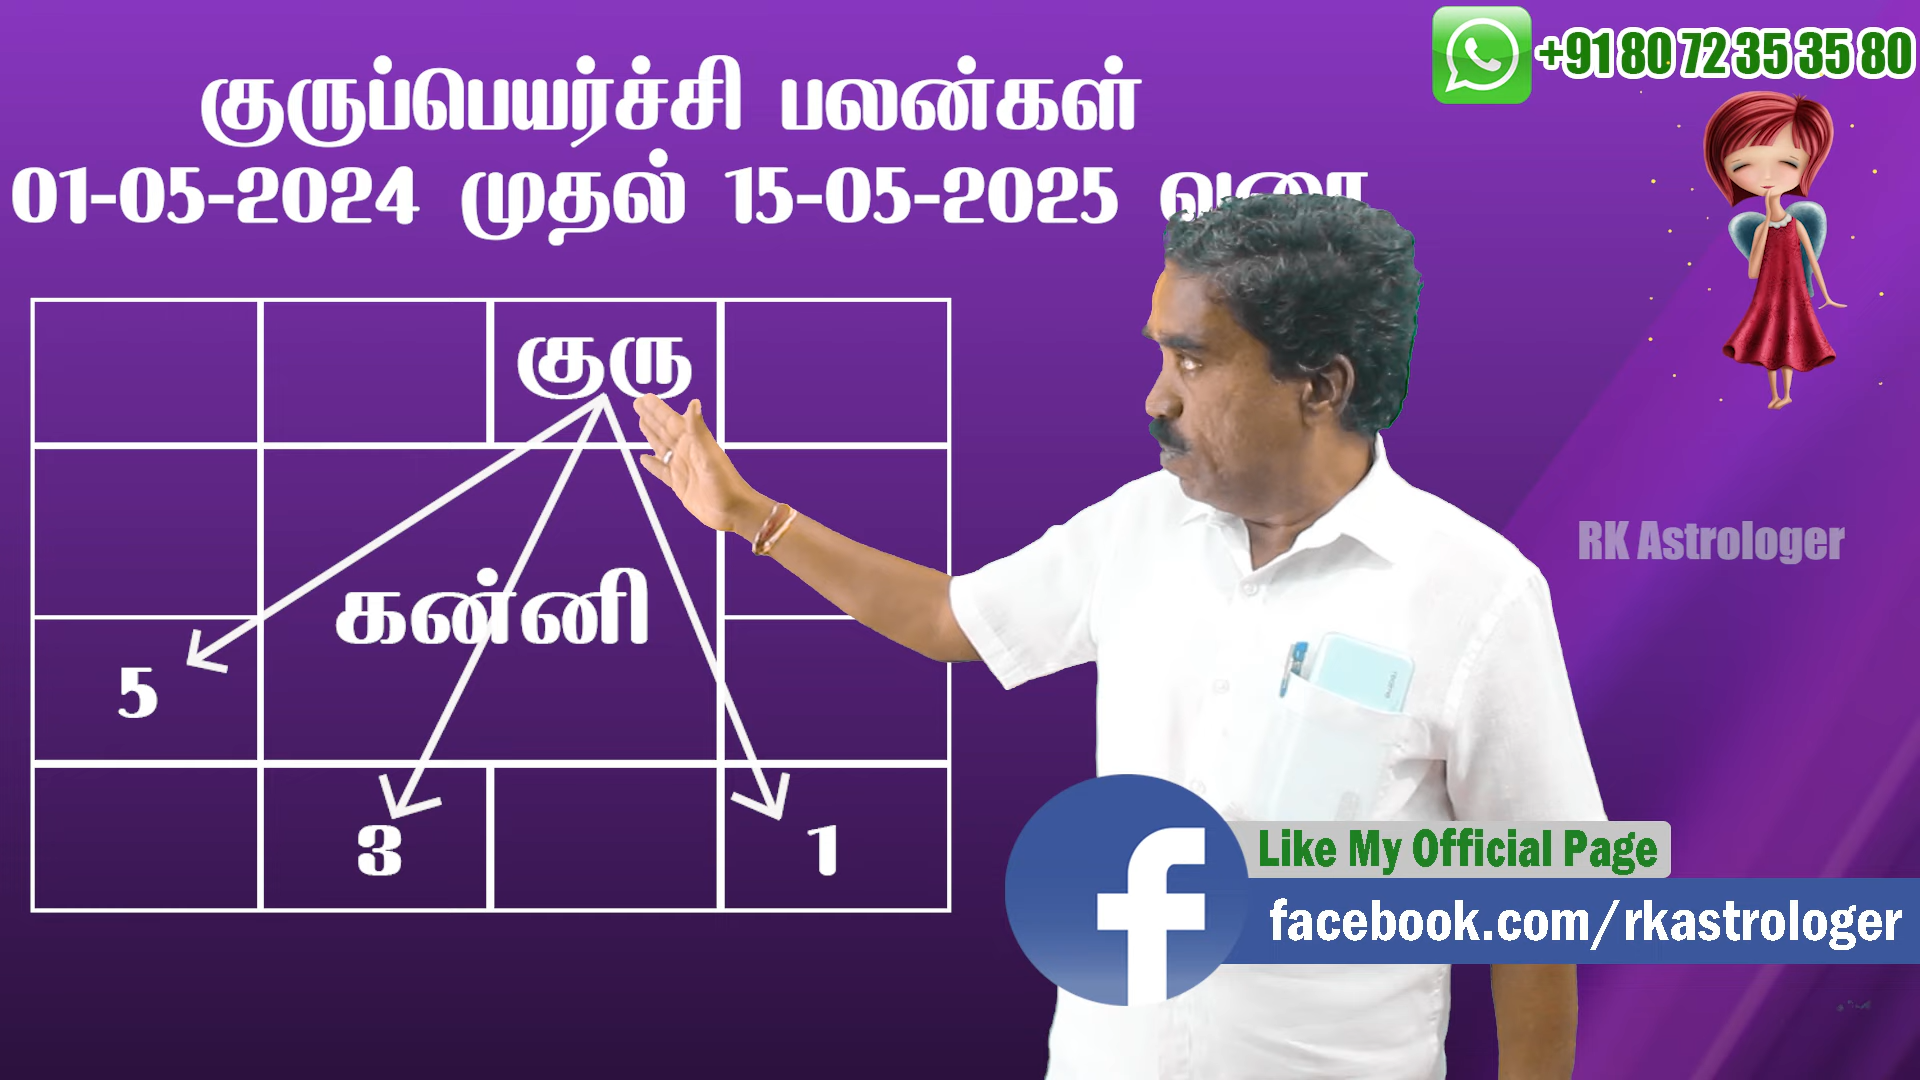 +91 80 72 35 35 80
குருப்பெயர்ச்சி பலன்கள்
01-05-2024 முதல் 15-05-2025 வரை
குரு
RK Astrologer
கன்னி
5
3
1
Like My Official Page
facebook.com/rkastrologer